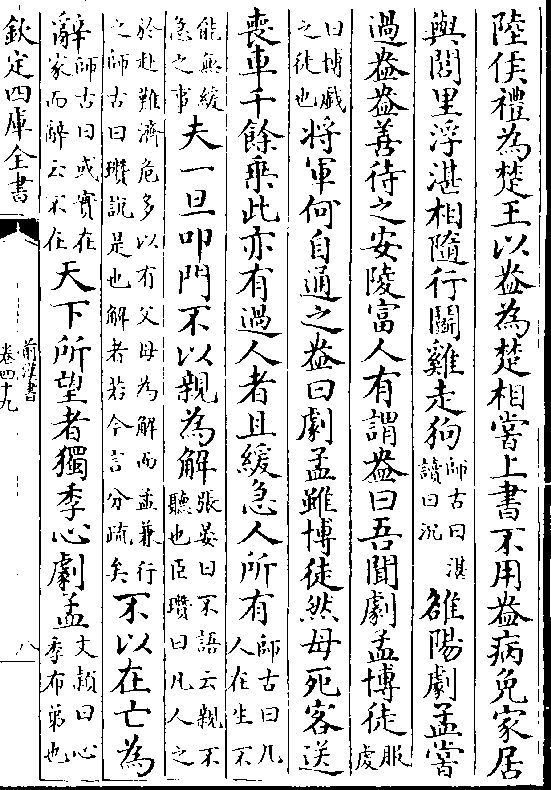 陸侯禮為楚王以盎為楚相嘗上書不用盎病免家居
與閭里浮湛相隨行鬭雞走狗師古曰湛讀曰沉雒陽劇孟嘗
過盎盎善待之安陵富人有謂盎曰吾聞劇孟博徒服虔
曰博戲之徒也將軍何自通之盎曰劇孟雖博徒然母死客送
喪車千餘乘此亦有過人者且緩急人所有師古曰凡人在生不
能無緩急之事夫一旦叩門不以親為解張晏曰不語云親不聽也臣瓚曰凡人之
於赴難濟危多以有父母為解而孟兼行之師古曰瓚說是也解者若今言分疏矣不以在亡為
辭師古曰或實在家而辭云不在天下所望者獨季心劇孟文穎曰心季布弟也
欽定四庫全書
前漢書
卷四十九
八